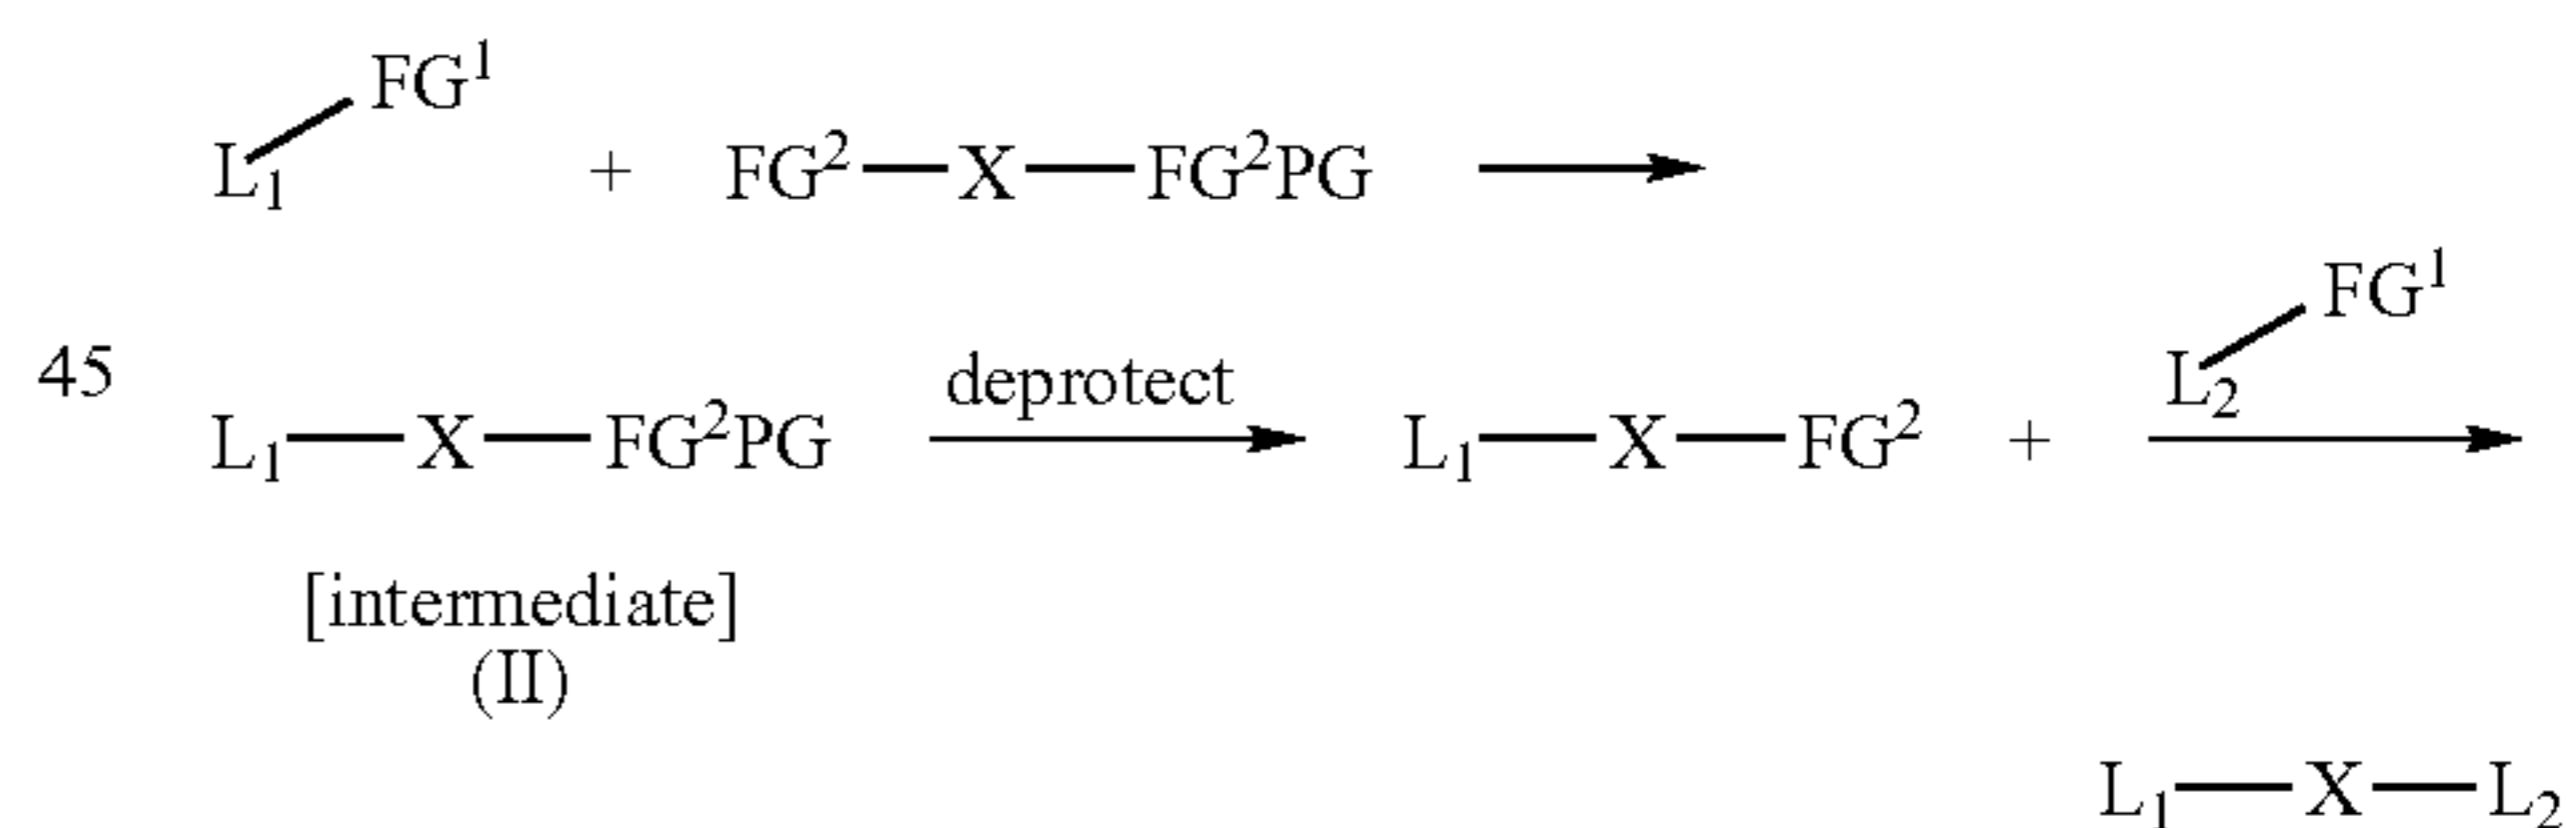 L₁—FG¹ + FG²—X—FG²PG
L₂—FG¹
45 L₁—X—FG²PG deprotect L₁—X—FG² +
[intermediate]
(II)
L₁—X—L₂